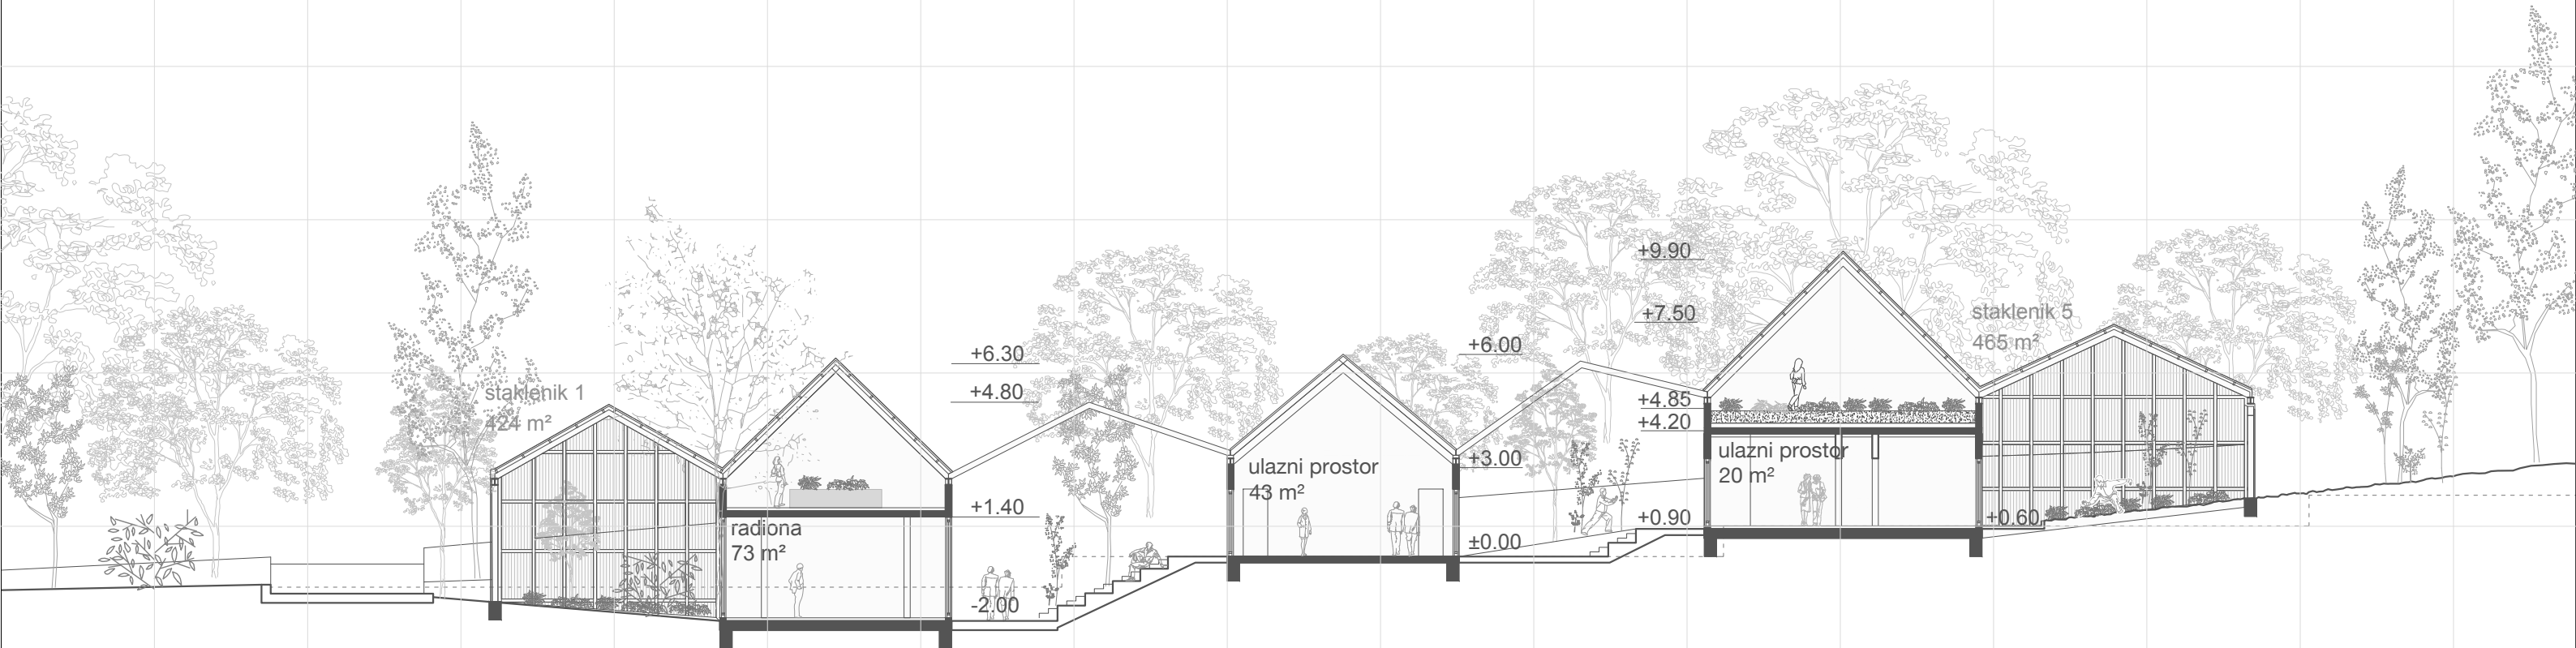 staklenik 1
424 m²
radiona
73 m²
+6.30
+4.80
+1.40
-2.00
ulazni prostor
43 m²
+6.00
+3.00
±0.00
+9.90
+7.50
+4.85
+4.20
+0.90
ulazni prostor
20 m²
staklenik 5
465 m²
+0.60